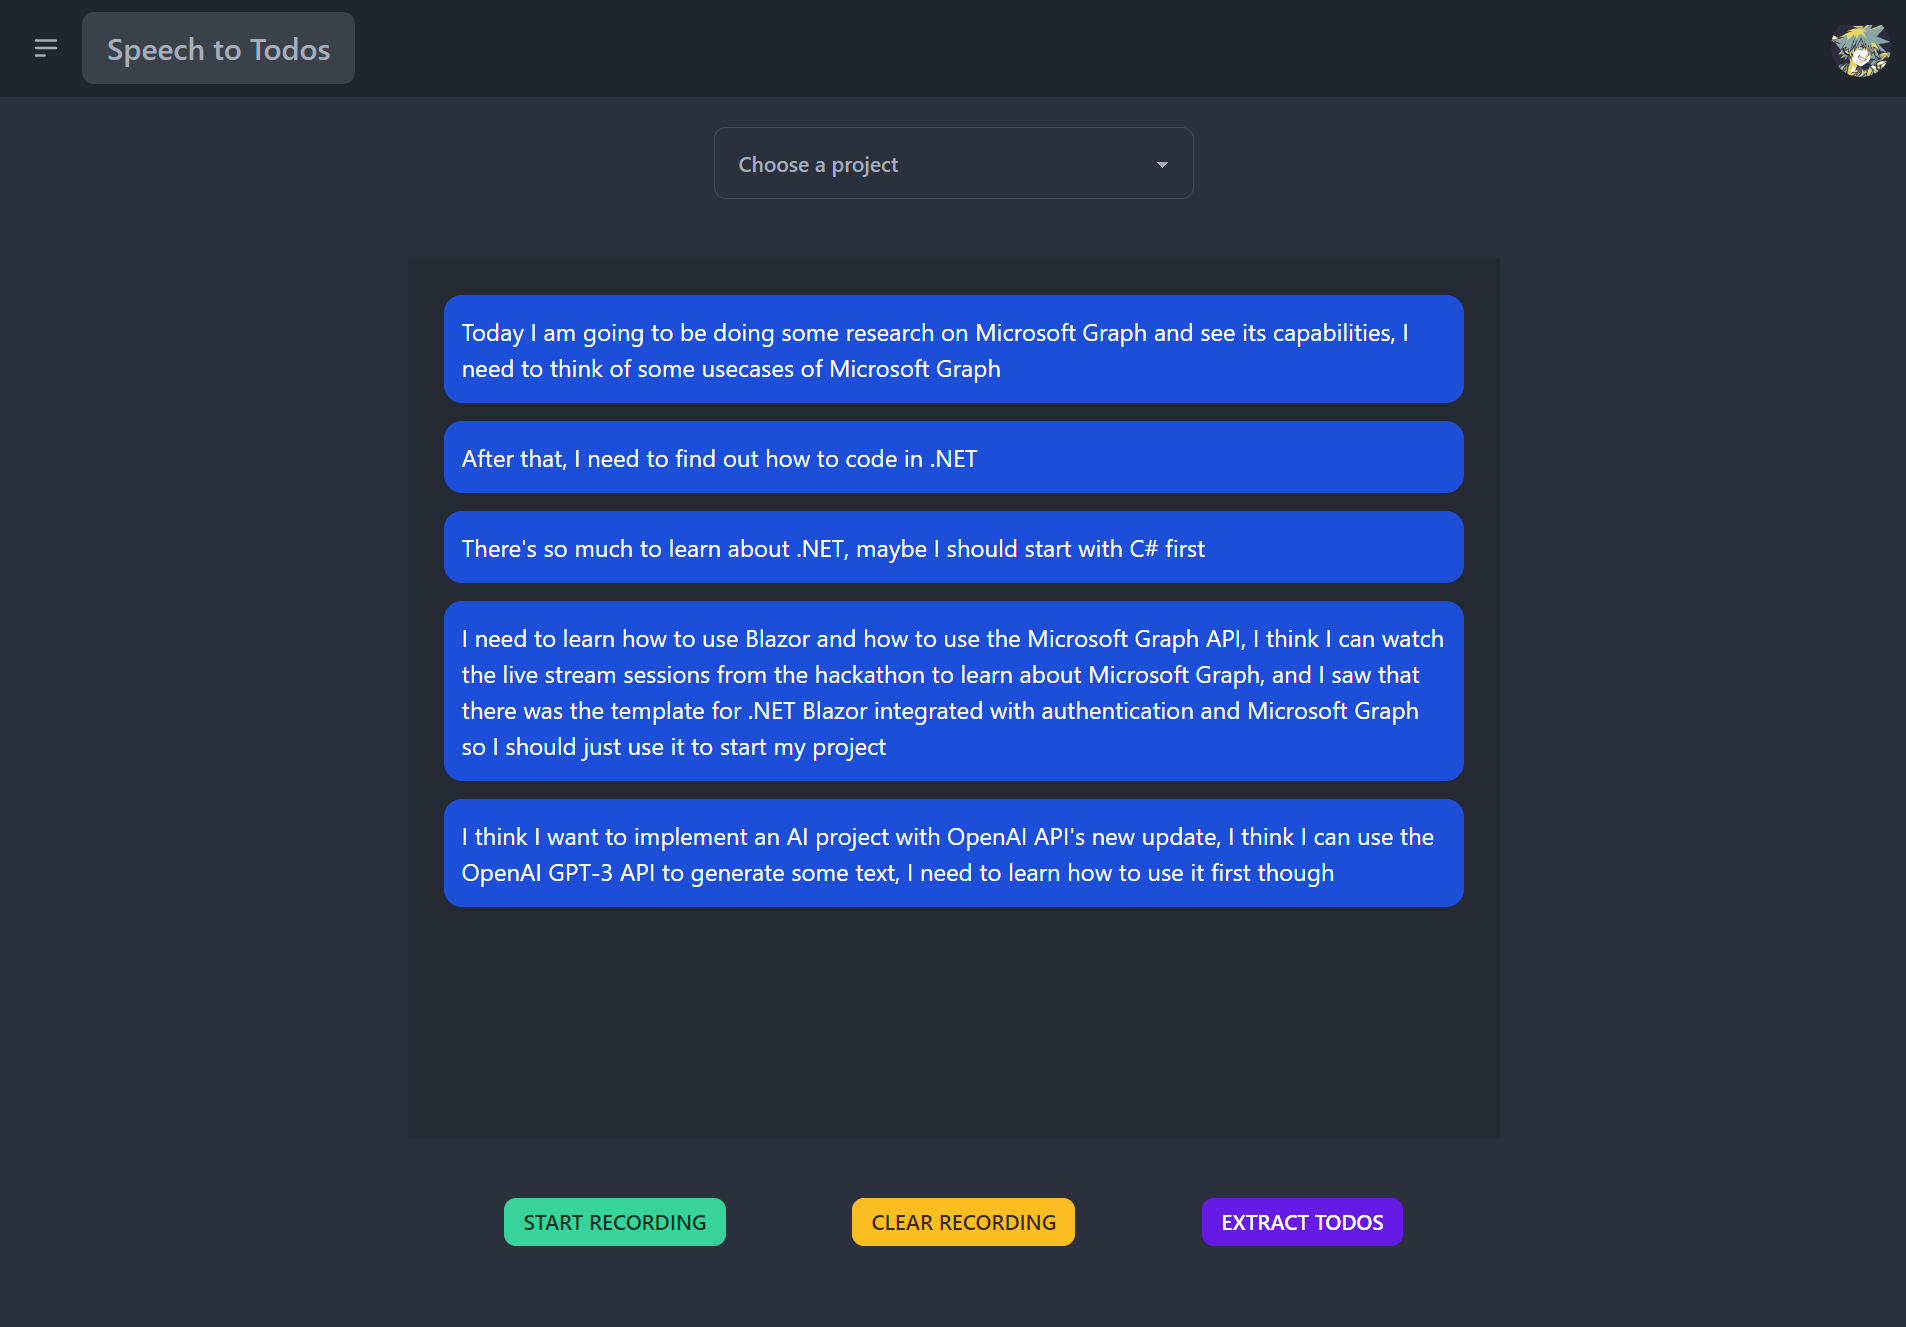 Speech to Todos
Choose a project
Today I am going to be doing some research on Microsoft Graph and see its capabilities, I
need to think of some usecases of Microsoft Graph
After that, I need to find out how to code in .NET
There's so much to learn about .NET, maybe I should start with C# first
I need to learn how to use Blazor and how to use the Microsoft Graph API, I think I can watch
the live stream sessions from the hackathon to learn about Microsoft Graph, and I saw that
there was the template for .NET Blazor integrated with authentication and Microsoft Graph
so I should just use it to start my project
I think I want to implement an AI project with OpenAI API's new update, I think I can use the
OpenAI GPT-3 API to generate some text, I need to learn how to use it first though
START RECORDING
CLEAR RECORDING
EXTRACT TODOS